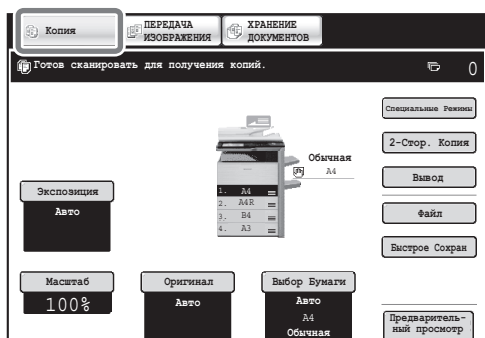 Копия
ПЕРЕДАЧА
ИЗОБРАЖЕНИЯ
ХРАНЕНИЕ
ДОКУМЕНТОВ
Готов сканировать для получения копий.
0
Специальные Режимы
2-Стор. Копия
Вывод
Файл
Быстрое Сохран
Предваритель-
ный просмотр
Обычная
A4
1. A4
2. A4R
3. B4
4. A3
Экспозиция
Авто
Масштаб
100%
Оригинал
Авто
Выбор Бумаги
Авто
A4
Обычная